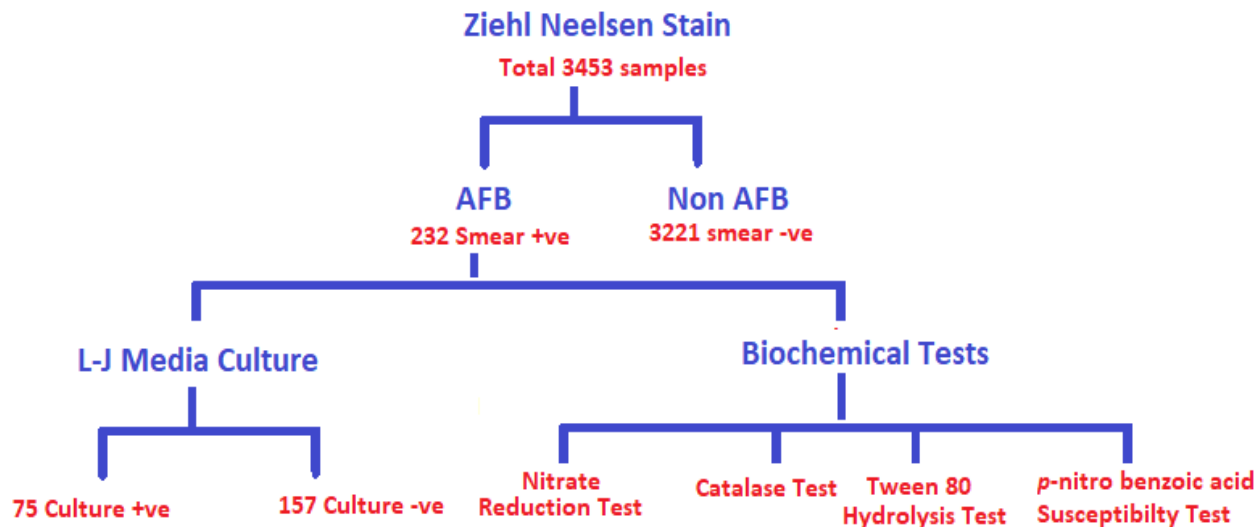 Ziehl Neelsen Stain
Total 3453 samples
AFB
232 Smear +ve
Non AFB
3221 smear -ve
L-J Media Culture
Biochemical Tests
75 Culture +ve
157 Culture -ve
Nitrate
Reduction Test
Catalase Test
Tween 80
Hydrolysis Test
p-nitro benzoic acid
Susceptibilty Test